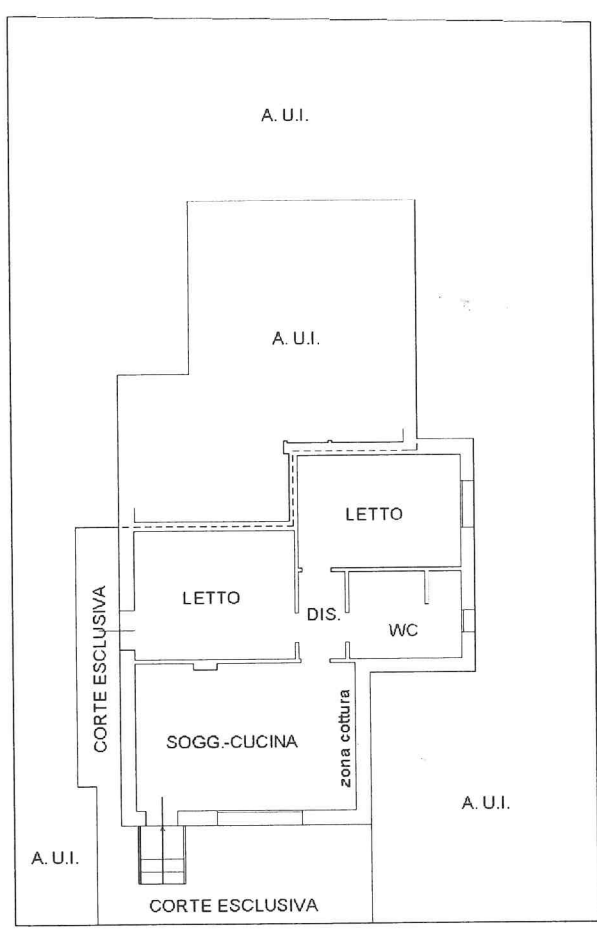 A. U.I.
A. U.I.
LETTO
LETTO
DIS.
WC
CORTE ESCLUSIVA
SOGG.-CUCINA
zona cottura
A. U.I.
A. U.I.
CORTE ESCLUSIVA